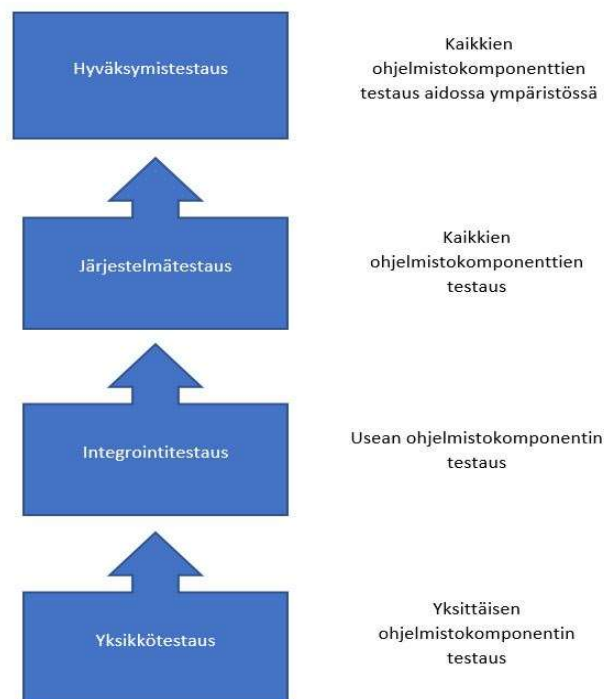 Hyväksymistestaus
Kaikkien
ohjelmistokomponenttien
testaus aidossa ympäristössä
Järjestelmätestaus
Kaikkien
ohjelmistokomponenttien
testaus
Integrointitestaus
Usean ohjelmistokomponentin
testaus
Yksikkötestaus
Yksittäisen
ohjelmistokomponentin
testaus